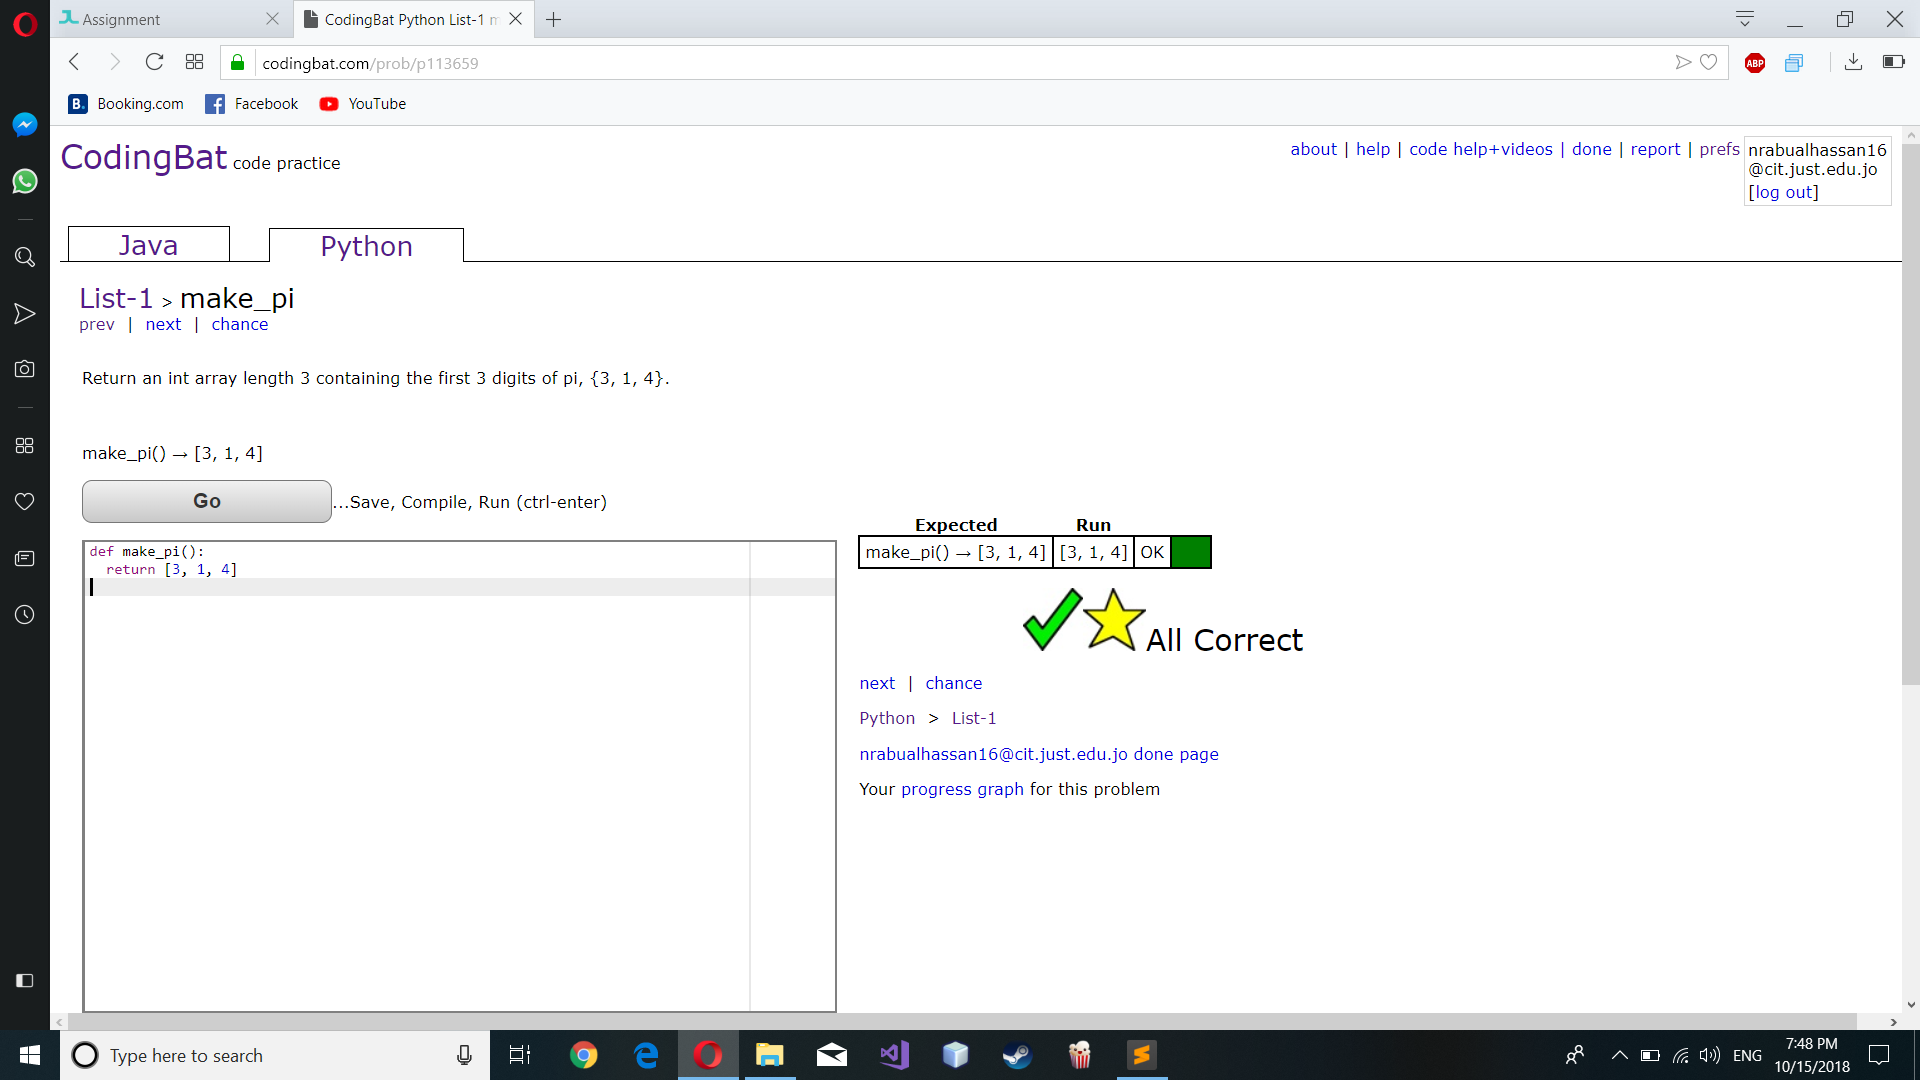 Assignment
CodingBat Python List-1 m
codingbat.com/prob/p113659
ABP
B. Booking.com Facebook YouTube
CodingBat code practice
about | help | code help+videos | done | report | prefs
nrabualhassan16
@cit.just.edu.jo
[log out]
Java
Python
List-1 > make_pi
prev | next | chance
Return an int array length 3 containing the first 3 digits of pi, {3, 1, 4}.
make_pi() → [3, 1, 4]
Go
...Save, Compile, Run (ctrl-enter)
def make_pi():
return [3, 1, 4]
Expected Run
make_pi() → [3, 1, 4] [3, 1, 4] OK
All Correct
next | chance
Python > List-1
nrabualhassan16@cit.just.edu.jo done page
Your progress graph for this problem
Type here to search
ENG
7:48 PM
10/15/2018